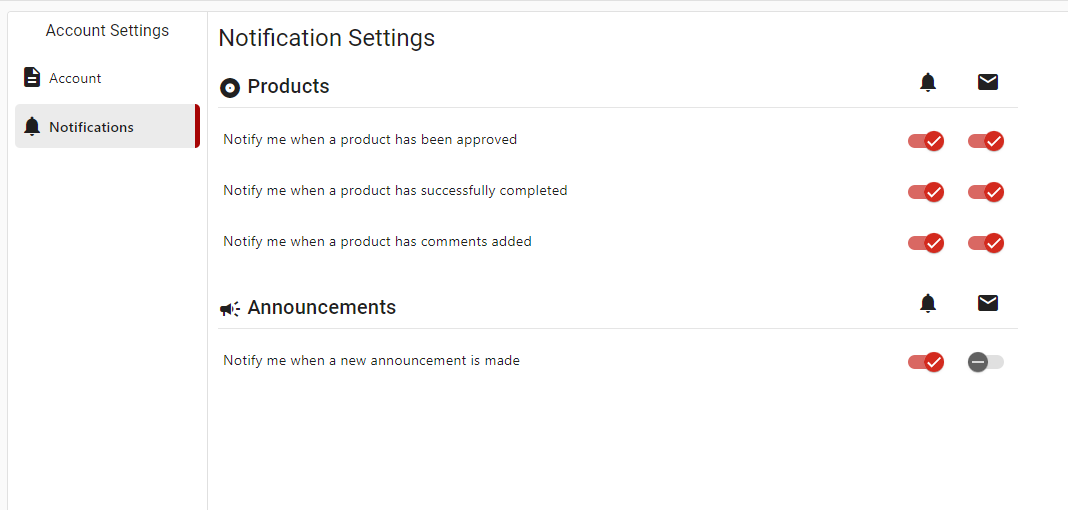 Account Settings
Account
Notifications
Notification Settings
Products
Notify me when a product has been approved
Notify me when a product has successfully completed
Notify me when a product has comments added
Announcements
Notify me when a new announcement is made